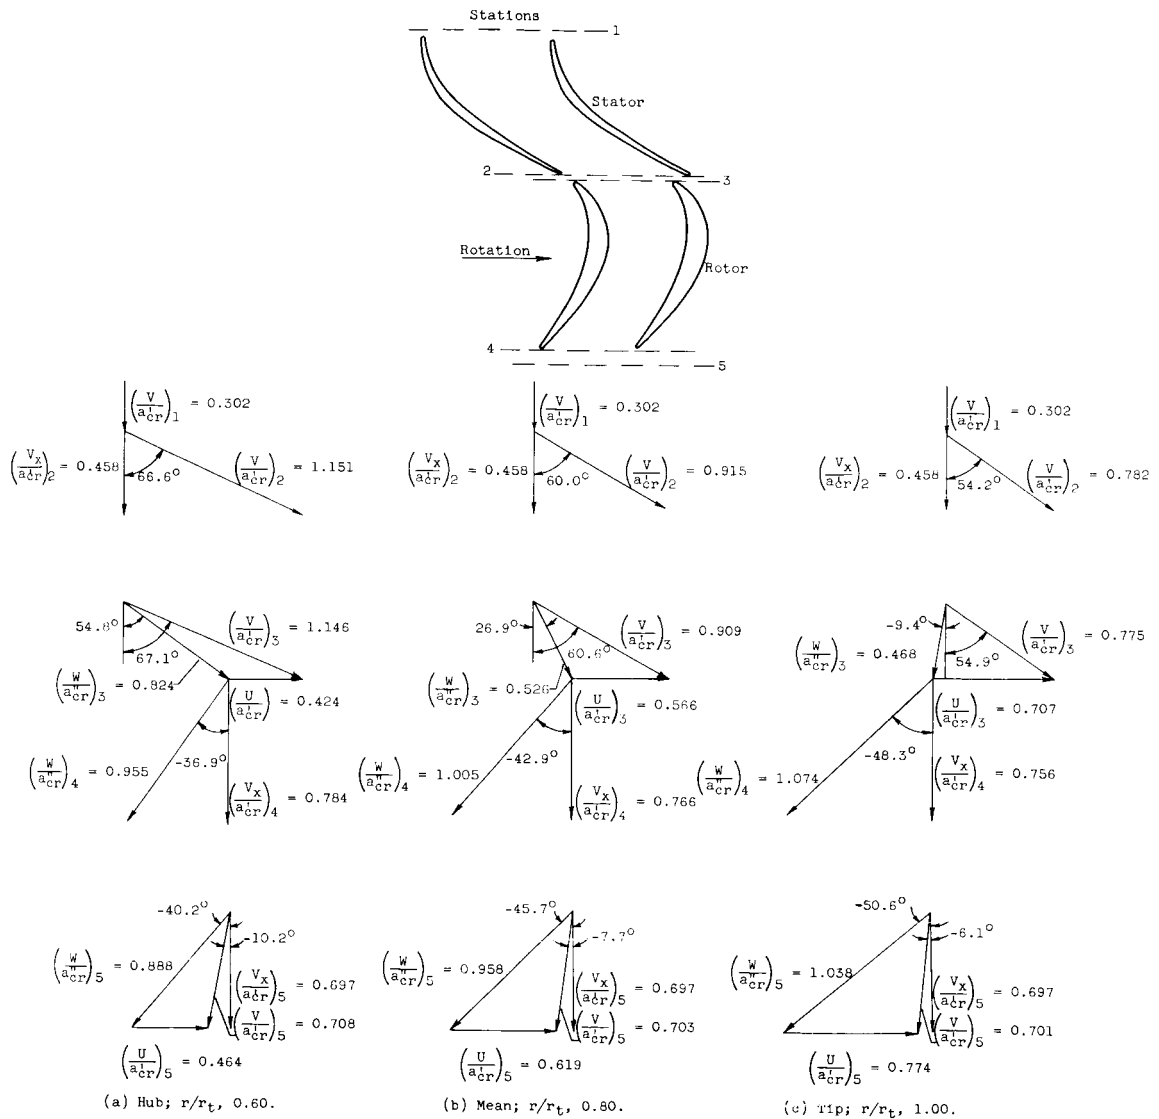 Stations
1
Stator
2
3
Rotation
Rotor
4
5
(V/a'cr)1 = 0.302
(Vx/a'cr)2 = 0.458
66.6°
(V/a'cr)2 = 1.151
(V/a'cr)1 = 0.302
(Vx/a'cr)2 = 0.458
60.0°
(V/a'cr)2 = 0.915
(V/a'cr)1 = 0.302
(Vx/a'cr)2 = 0.458
54.2°
(V/a'cr)2 = 0.782
54.8°
67.1°
(V/a'cr)3 = 1.146
(W/a"cr)3 = 0.824
(U/a'cr) = 0.424
(W/a"cr)4 = 0.955
-36.9°
(Vx/a'cr)4 = 0.784
26.9°
60.6°
(V/a'cr)3 = 0.909
(W/a"cr)3 = 0.526
(U/a'cr)3 = 0.566
(W/a"cr)4 = 1.005
-42.9°
(Vx/a'cr)4 = 0.766
-9.4°
54.9°
(V/a'cr)3 = 0.775
(W/a"cr)3 = 0.468
(U/a'cr)3 = 0.707
(W/a"cr)4 = 1.074
-48.3°
(Vx/a'cr)4 = 0.756
-40.2°
-10.2°
(W/a"cr)5 = 0.888
(Vx/a'cr)5 = 0.697
(V/a'cr)5 = 0.708
(U/a'cr)5 = 0.464
(a) Hub; r/rt, 0.60.
-45.7°
-7.7°
(W/a"cr)5 = 0.958
(Vx/a'cr)5 = 0.697
(V/a'cr)5 = 0.703
(U/a'cr)5 = 0.619
(b) Mean; r/rt, 0.80.
-50.6°
-6.1°
(W/a"cr)5 = 1.038
(Vx/a'cr)5 = 0.697
(V/a'cr)5 = 0.701
(U/a'cr)5 = 0.774
(c) Tip; r/rt, 1.00.